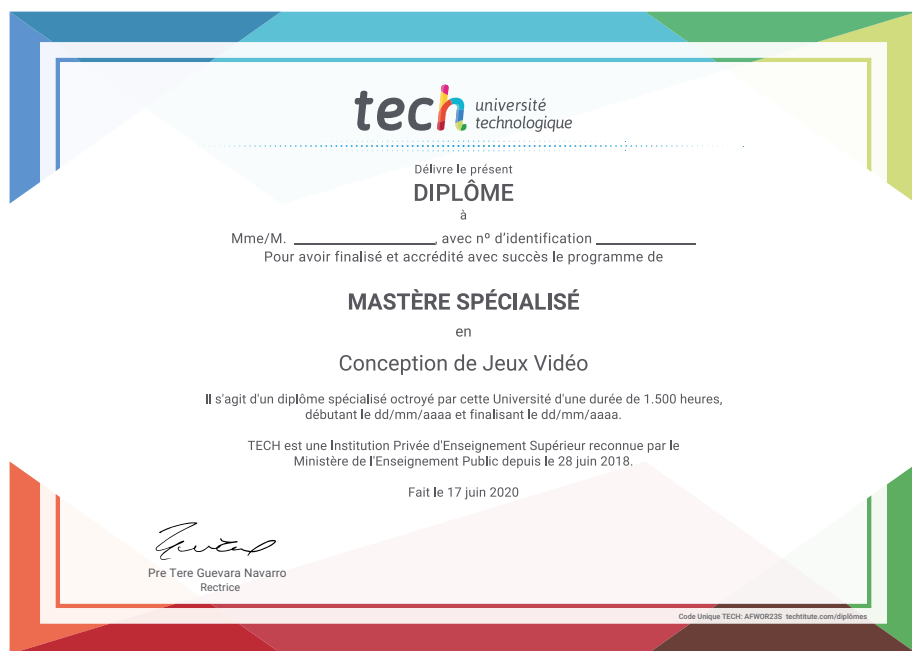 tech université
technologique
Délivre le présent
DIPLÔME
à
Mme/M. ____________, avec nº d'identification ____________
Pour avoir finalisé et accrédité avec succès le programme de
MASTÈRE SPÉCIALISÉ
en
Conception de Jeux Vidéo
Il s'agit d'un diplôme spécialisé octroyé par cette Université d'une durée de 1.500 heures,
débutant le dd/mm/aaaa et finalisant le dd/mm/aaaa.
TECH est une Institution Privée d'Enseignement Supérieur reconnue par le
Ministère de l'Enseignement Public depuis le 28 juin 2018.
Fait le 17 juin 2020
Pre Tere Guevara Navarro
Rectrice
Code Unique TECH: AFWOR23S techtitute.com/diplômes